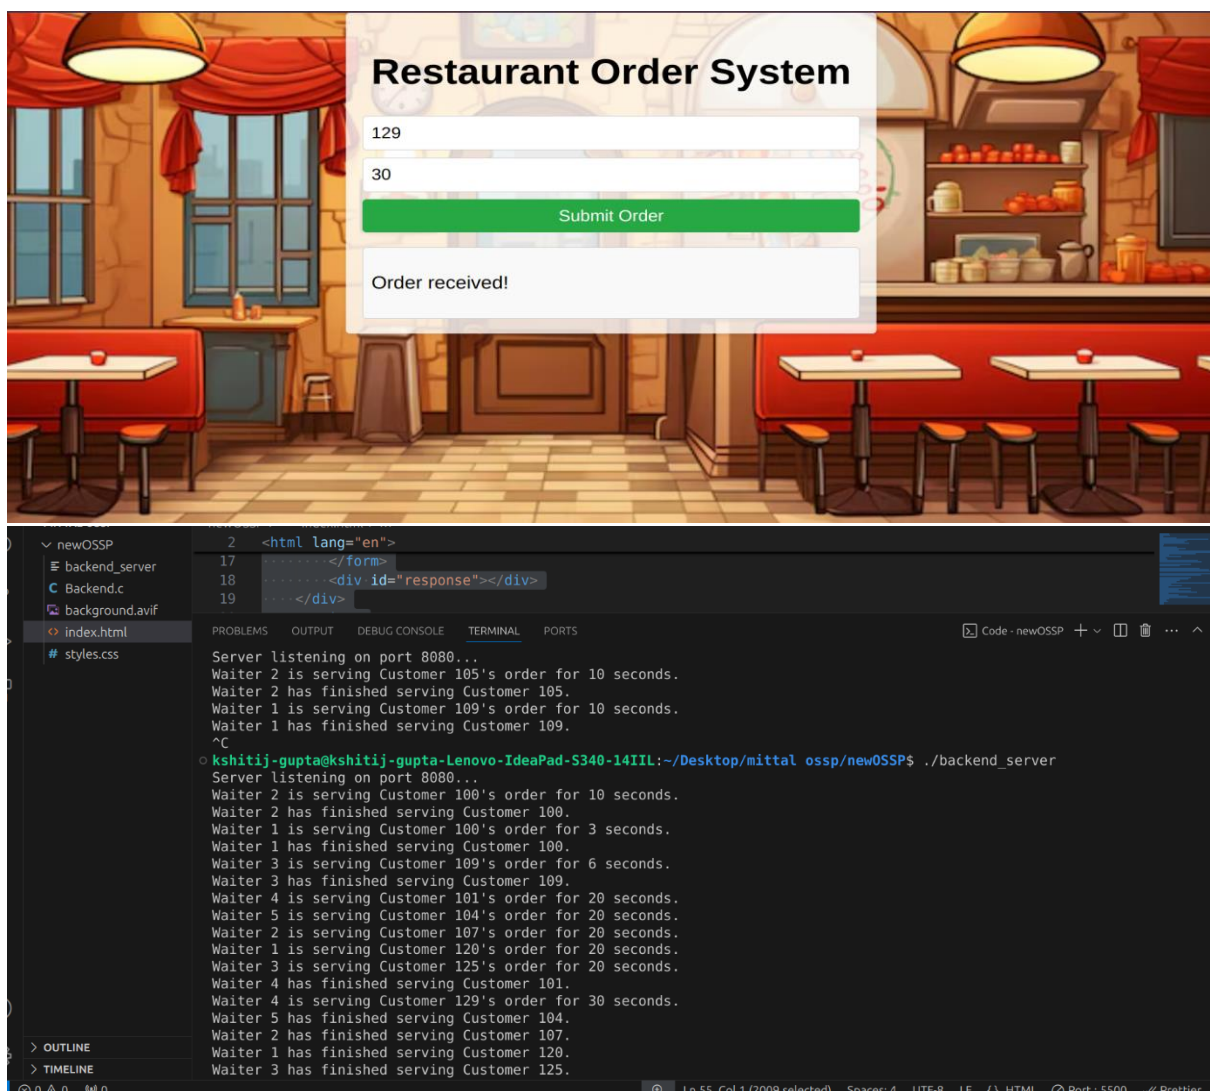 Restaurant Order System
129
30
Submit Order
Order received!
newOSSP
Backend_server
C Backend.c
background.avif
<> index.html
# styles.css
2 <html lang="en">
17 ········</form>
18 ········<div·id="response"></div>
19 ····</div>
PROBLEMS OUTPUT DEBUG CONSOLE TERMINAL PORTS
Code - newOSSP
Server listening on port 8080...
Waiter 2 is serving Customer 105's order for 10 seconds.
Waiter 2 has finished serving Customer 105.
Waiter 1 is serving Customer 109's order for 10 seconds.
Waiter 1 has finished serving Customer 109.
^C
kshitij-gupta@kshitij-gupta-Lenovo-IdeaPad-S340-14IIL:~/Desktop/mittal ossp/newOSSP$ ./backend_server
Server listening on port 8080...
Waiter 2 is serving Customer 100's order for 10 seconds.
Waiter 2 has finished serving Customer 100.
Waiter 1 is serving Customer 100's order for 3 seconds.
Waiter 1 has finished serving Customer 100.
Waiter 3 is serving Customer 109's order for 6 seconds.
Waiter 3 has finished serving Customer 109.
Waiter 4 is serving Customer 101's order for 20 seconds.
Waiter 5 is serving Customer 104's order for 20 seconds.
Waiter 2 is serving Customer 107's order for 20 seconds.
Waiter 1 is serving Customer 120's order for 20 seconds.
Waiter 3 is serving Customer 125's order for 20 seconds.
Waiter 4 has finished serving Customer 101.
Waiter 4 is serving Customer 129's order for 30 seconds.
Waiter 5 has finished serving Customer 104.
Waiter 2 has finished serving Customer 107.
Waiter 1 has finished serving Customer 120.
Waiter 3 has finished serving Customer 125.
OUTLINE
TIMELINE
Ln 55, Col 1 (2009 selected) Spaces: 4 UTF-8 LF {} HTML Port : 5500 Prettier